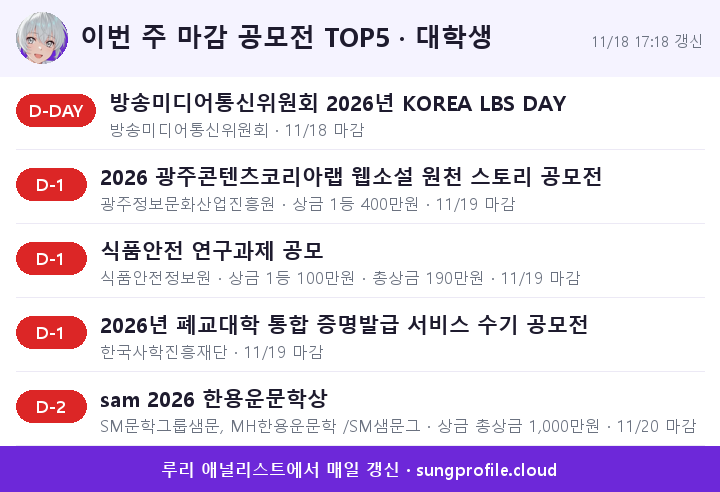 이번 주 마감 공모전 TOP5 · 대학생
11/18 17:18 갱신
D-DAY
방송미디어통신위원회 2026년 KOREA LBS DAY
방송미디어통신위원회 · 11/18 마감
D-1
2026 광주콘텐츠코리아랩 웹소설 원천 스토리 공모전
광주정보문화산업진흥원 · 상금 1등 400만원 · 11/19 마감
D-1
식품안전 연구과제 공모
식품안전정보원 · 상금 1등 100만원 · 총상금 190만원 · 11/19 마감
D-1
2026년 폐교대학 통합 증명발급 서비스 수기 공모전
한국사학진흥재단 · 11/19 마감
D-2
sam 2026 한용운문학상
SM문학그룹샘문, MH한용운문학 /SM샘문그 · 상금 총상금 1,000만원 · 11/20 마감
루리 애널리스트에서 매일 갱신 · sungprofile.cloud